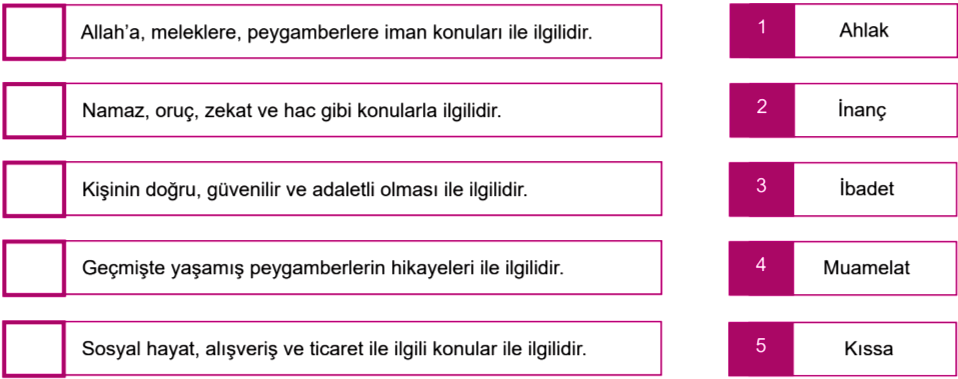 Allah’a, meleklere, peygamberlere iman konuları ile ilgilidir.
1 Ahlak
Namaz, oruç, zekat ve hac gibi konularla ilgilidir.
2 İnanç
Kişinin doğru, güvenilir ve adaletli olması ile ilgilidir.
3 İbadet
Geçmişte yaşamış peygamberlerin hikayeleri ile ilgilidir.
4 Muamelat
Sosyal hayat, alışveriş ve ticaret ile ilgili konular ile ilgilidir.
5 Kıssa